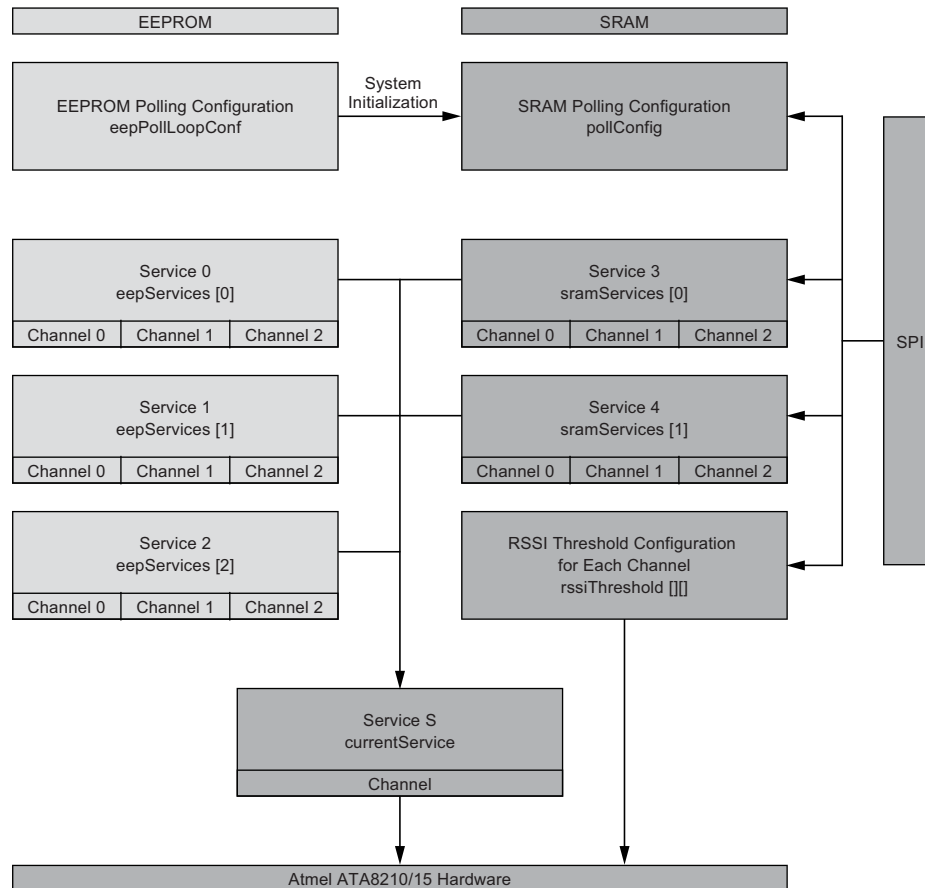 EEPROM
SRAM
EEPROM Polling Configuration
eepPollLoopConf
System
Initialization
SRAM Polling Configuration
pollConfig
Service 0
eepServices [0]
Channel 0 Channel 1 Channel 2
Service 3
sramServices [0]
Channel 0 Channel 1 Channel 2
SPI
Service 1
eepServices [1]
Channel 0 Channel 1 Channel 2
Service 4
sramServices [1]
Channel 0 Channel 1 Channel 2
Service 2
eepServices [2]
Channel 0 Channel 1 Channel 2
RSSI Threshold Configuration
for Each Channel
rssiThreshold [][]
Service S
currentService
Channel
Atmel ATA8210/15 Hardware